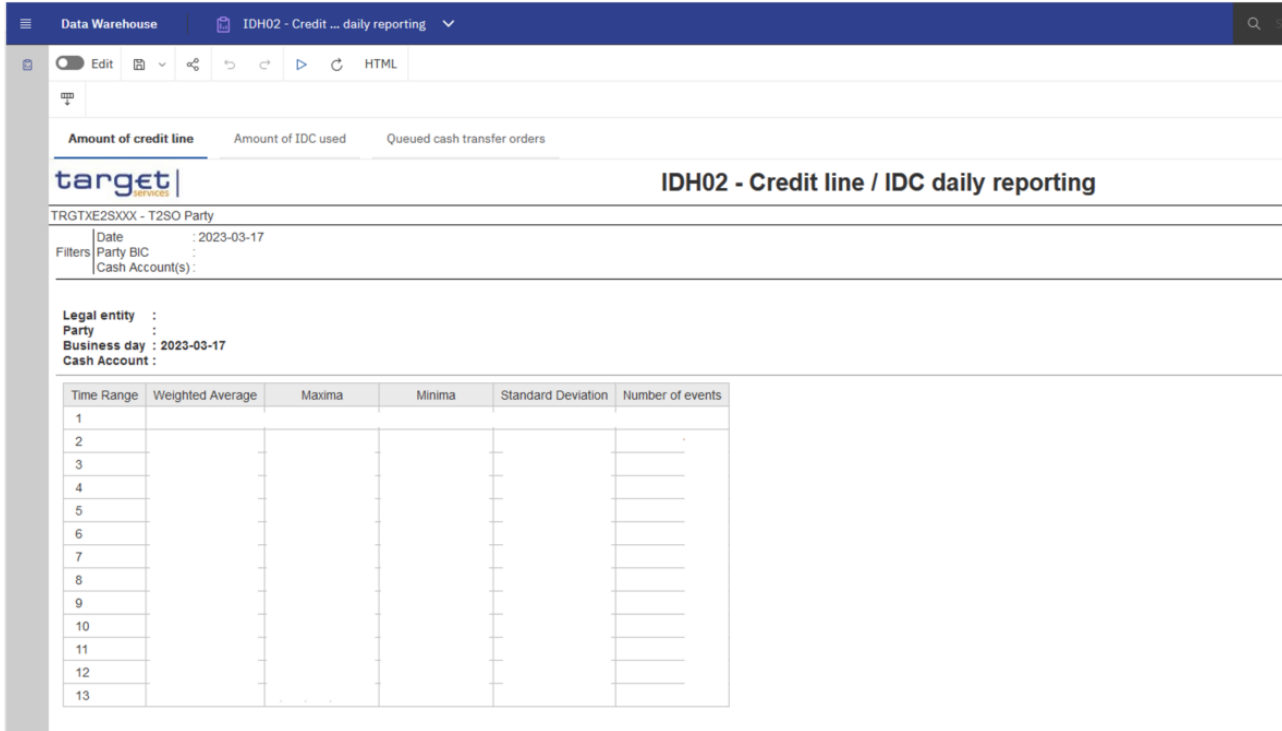 Data Warehouse IDH02 - Credit ... daily reporting
Edit HTML
Amount of credit line Amount of IDC used Queued cash transfer orders
target services IDH02 - Credit line / IDC daily reporting
TRGTXE2SXXX - T2SO Party
Filters
Date : 2023-03-17
Party BIC :
Cash Account(s) :
Legal entity :
Party :
Business day : 2023-03-17
Cash Account :
Time Range Weighted Average Maxima Minima Standard Deviation Number of events
1
2
3
4
5
6
7
8
9
10
11
12
13